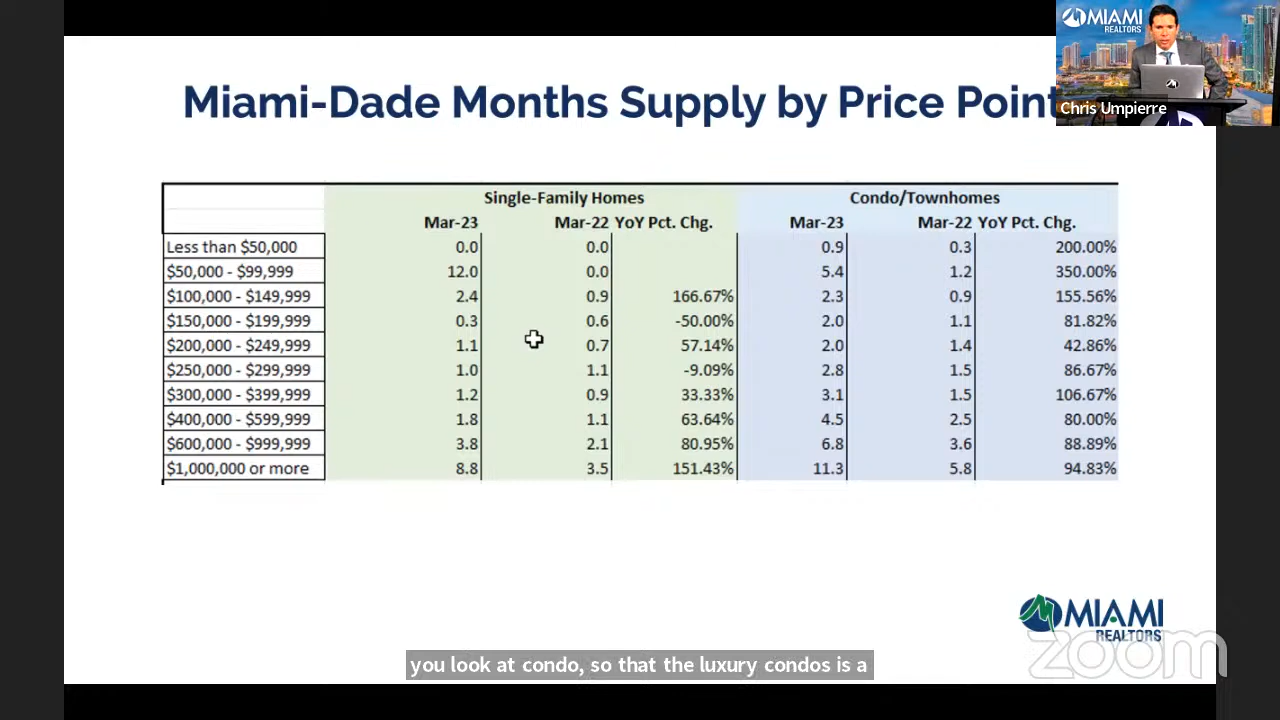 MIAMI
REALTORS
Chris Umpierre
Miami-Dade Months Supply by Price Point
Single-Family Homes Condo/Townhomes
Mar-23 Mar-22 YoY Pct. Chg. Mar-23 Mar-22 YoY Pct. Chg.
Less than $50,000 0.0 0.0 0.9 0.3 200.00%
$50,000 - $99,999 12.0 0.0 5.4 1.2 350.00%
$100,000 - $149,999 2.4 0.9 166.67% 2.3 0.9 155.56%
$150,000 - $199,999 0.3 0.6 -50.00% 2.0 1.1 81.82%
$200,000 - $249,999 1.1 0.7 57.14% 2.0 1.4 42.86%
$250,000 - $299,999 1.0 1.1 -9.09% 2.8 1.5 86.67%
$300,000 - $399,999 1.2 0.9 33.33% 3.1 1.5 106.67%
$400,000 - $599,999 1.8 1.1 63.64% 4.5 2.5 80.00%
$600,000 - $999,999 3.8 2.1 80.95% 6.8 3.6 88.89%
$1,000,000 or more 8.8 3.5 151.43% 11.3 5.8 94.83%
MIAMI
REALTORS
zoom
you look at condo, so that the luxury condos is a